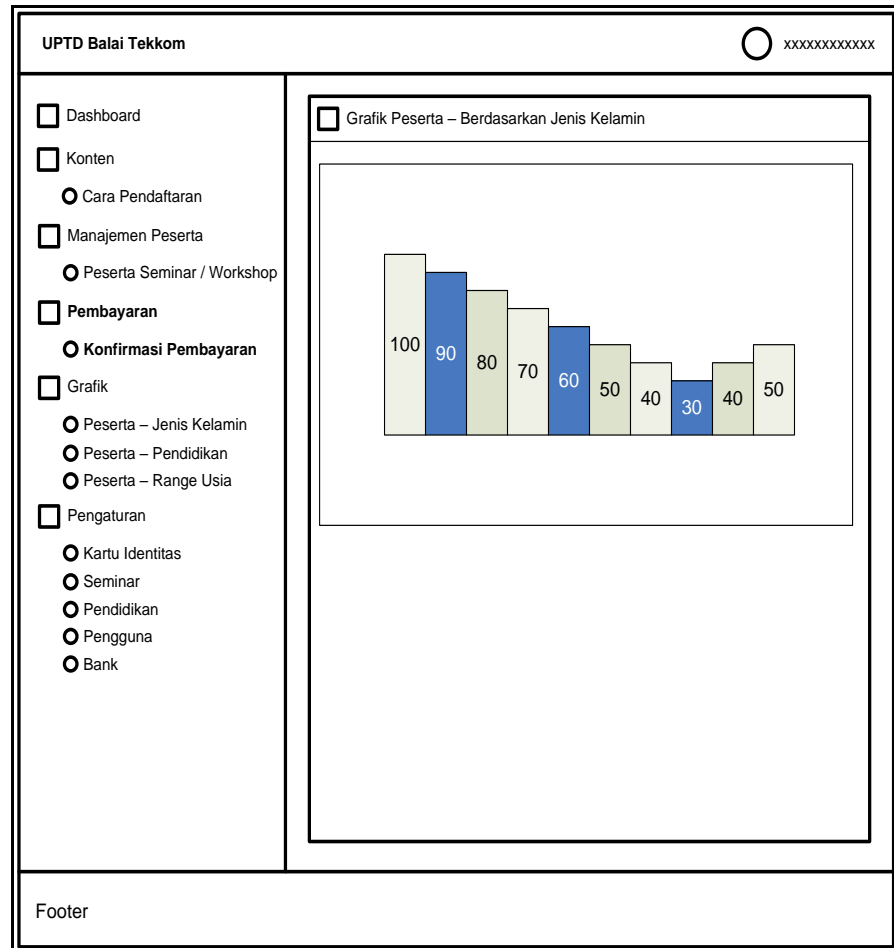 UPTD Balai Tekkom
xxxxxxxxxxxx
Dashboard
Konten
Cara Pendaftaran
Manajemen Peserta
Peserta Seminar / Workshop
Pembayaran
Konfirmasi Pembayaran
Grafik
Peserta – Jenis Kelamin
Peserta – Pendidikan
Peserta – Range Usia
Pengaturan
Kartu Identitas
Seminar
Pendidikan
Pengguna
Bank
Grafik Peserta – Berdasarkan Jenis Kelamin
100 90 80 70 60 50 40 30 40 50
Footer